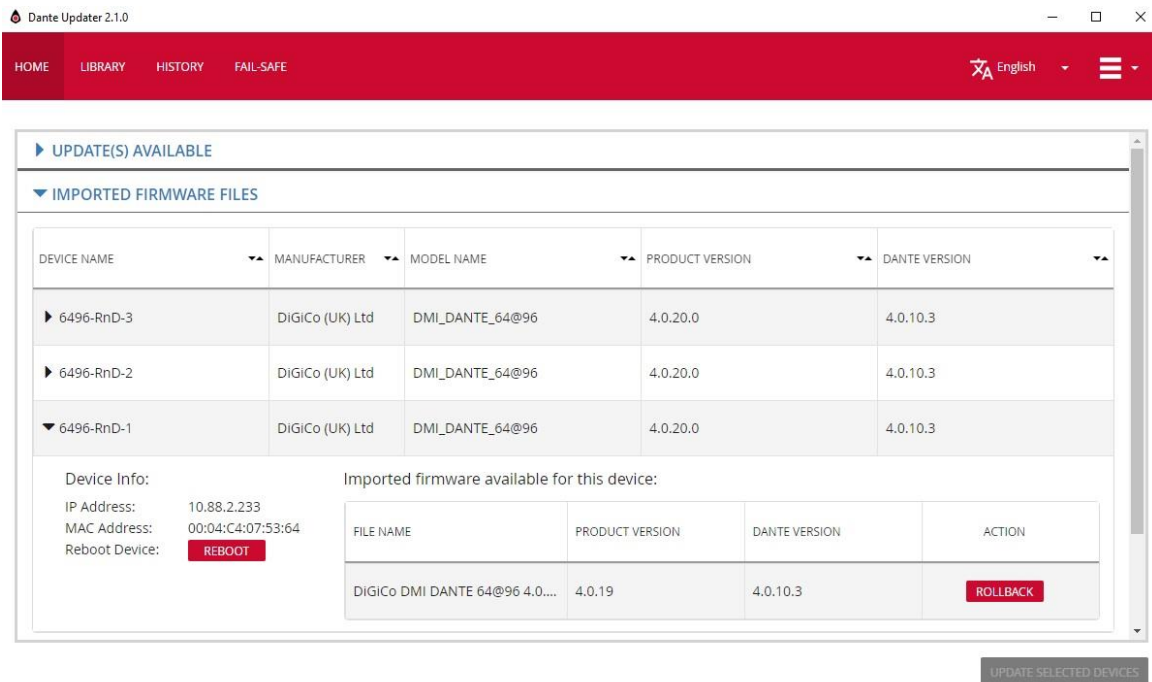 Dante Updater 2.1.0
HOME LIBRARY HISTORY FAIL-SAFE English
UPDATE(S) AVAILABLE
IMPORTED FIRMWARE FILES
DEVICE NAME MANUFACTURER MODEL NAME PRODUCT VERSION DANTE VERSION
6496-RnD-3 DiGiCo (UK) Ltd DMI_DANTE_64@96 4.0.20.0 4.0.10.3
6496-RnD-2 DiGiCo (UK) Ltd DMI_DANTE_64@96 4.0.20.0 4.0.10.3
6496-RnD-1 DiGiCo (UK) Ltd DMI_DANTE_64@96 4.0.20.0 4.0.10.3
Device Info: Imported firmware available for this device:
IP Address: 10.88.2.233
MAC Address: 00:04:C4:07:53:64
Reboot Device: REBOOT
FILE NAME PRODUCT VERSION DANTE VERSION ACTION
DiGiCo DMI DANTE 64@96 4.0.... 4.0.19 4.0.10.3 ROLLBACK
UPDATE SELECTED DEVICES